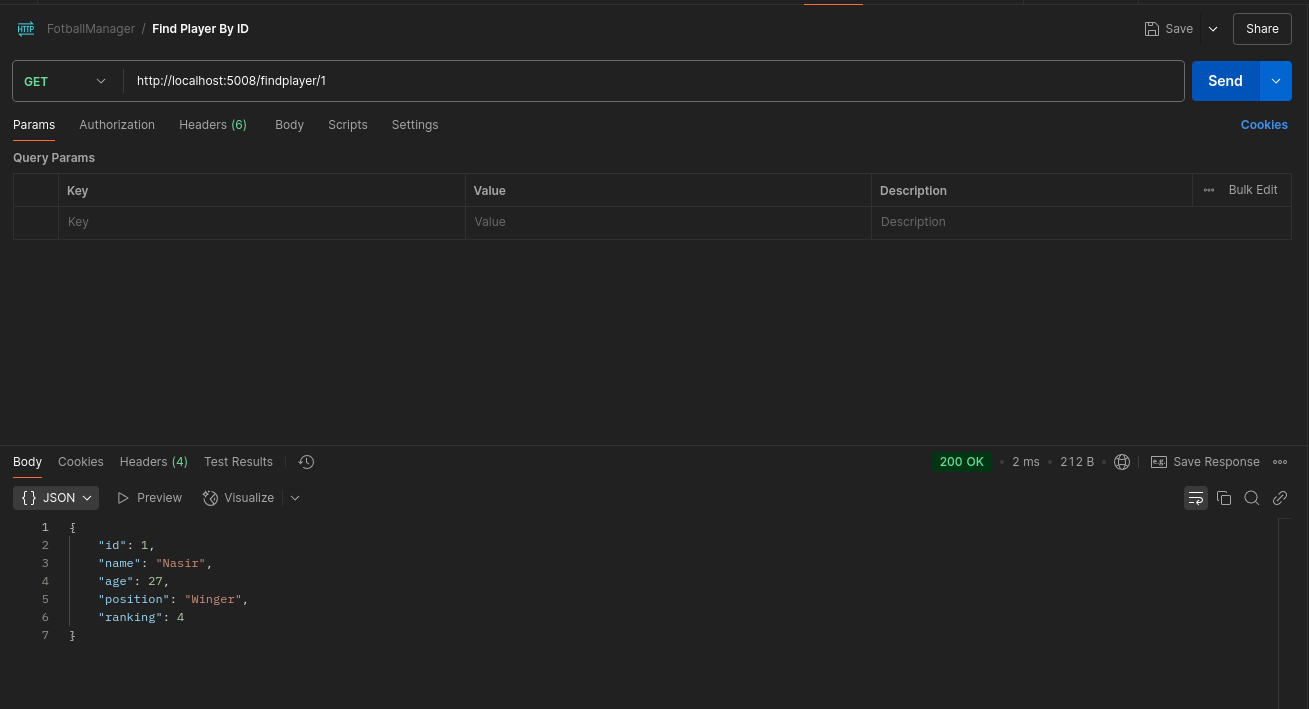 HTTP FotballManager / Find Player By ID Save Share
GET http://localhost:5008/findplayer/1 Send
Params Authorization Headers (6) Body Scripts Settings Cookies
Query Params
Key Value Description ••• Bulk Edit
Key Value Description
Body Cookies Headers (4) Test Results 200 OK • 2 ms • 212 B • e.g. Save Response •••
{} JSON Preview Visualize
1 {
2 "id": 1,
3 "name": "Nasir",
4 "age": 27,
5 "position": "Winger",
6 "ranking": 4
7 }